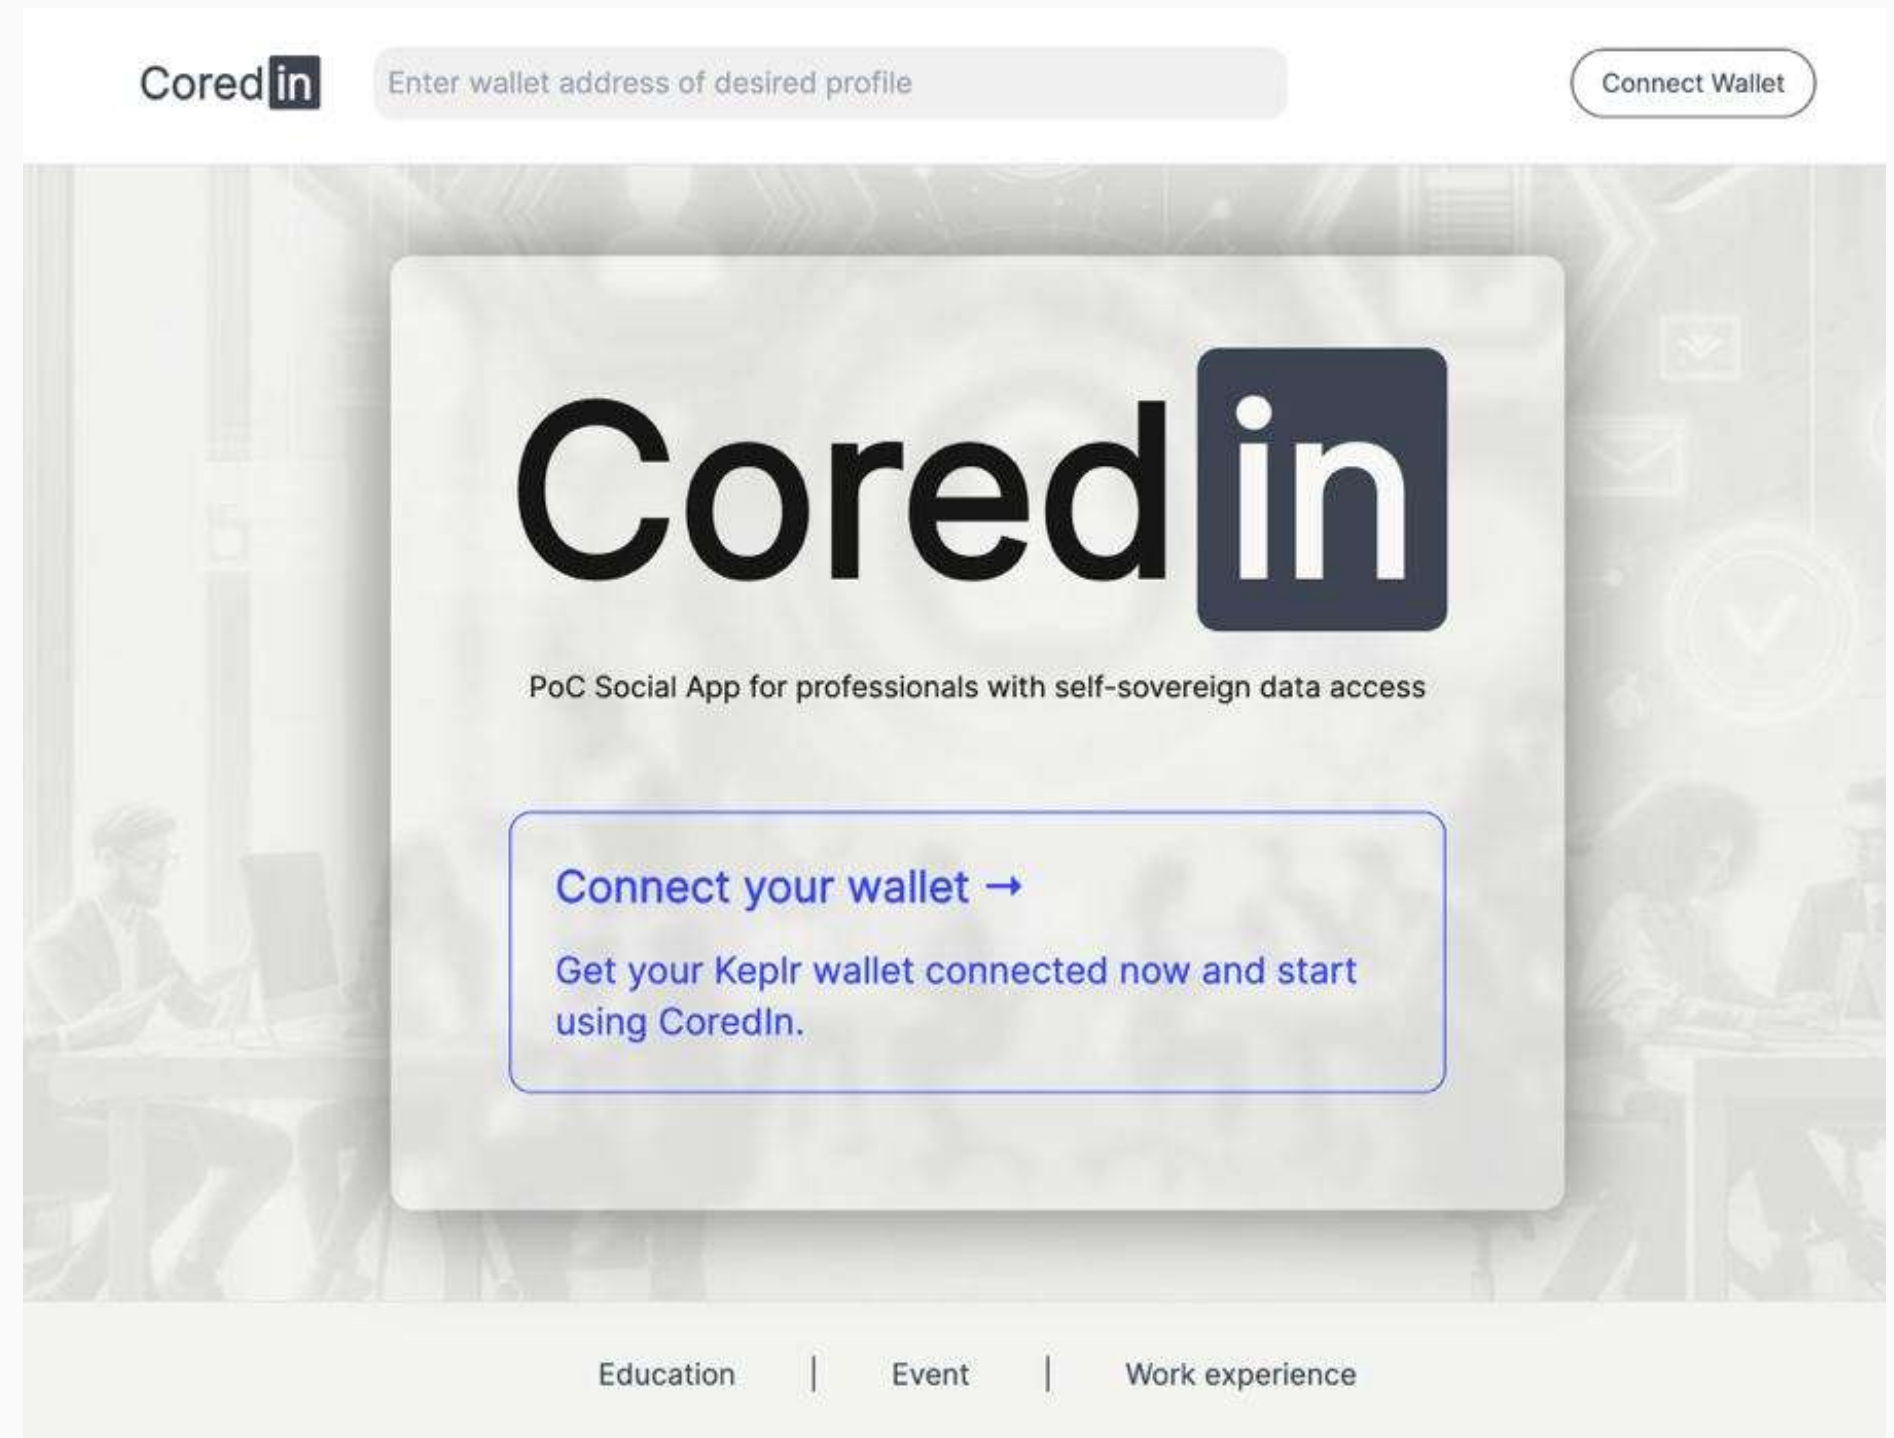 Coredin
Enter wallet address of desired profile
Connect Wallet
Coredin
PoC Social App for professionals with self-sovereign data access
Connect your wallet →
Get your Keplr wallet connected now and start
using CoredIn.
Education | Event | Work experience